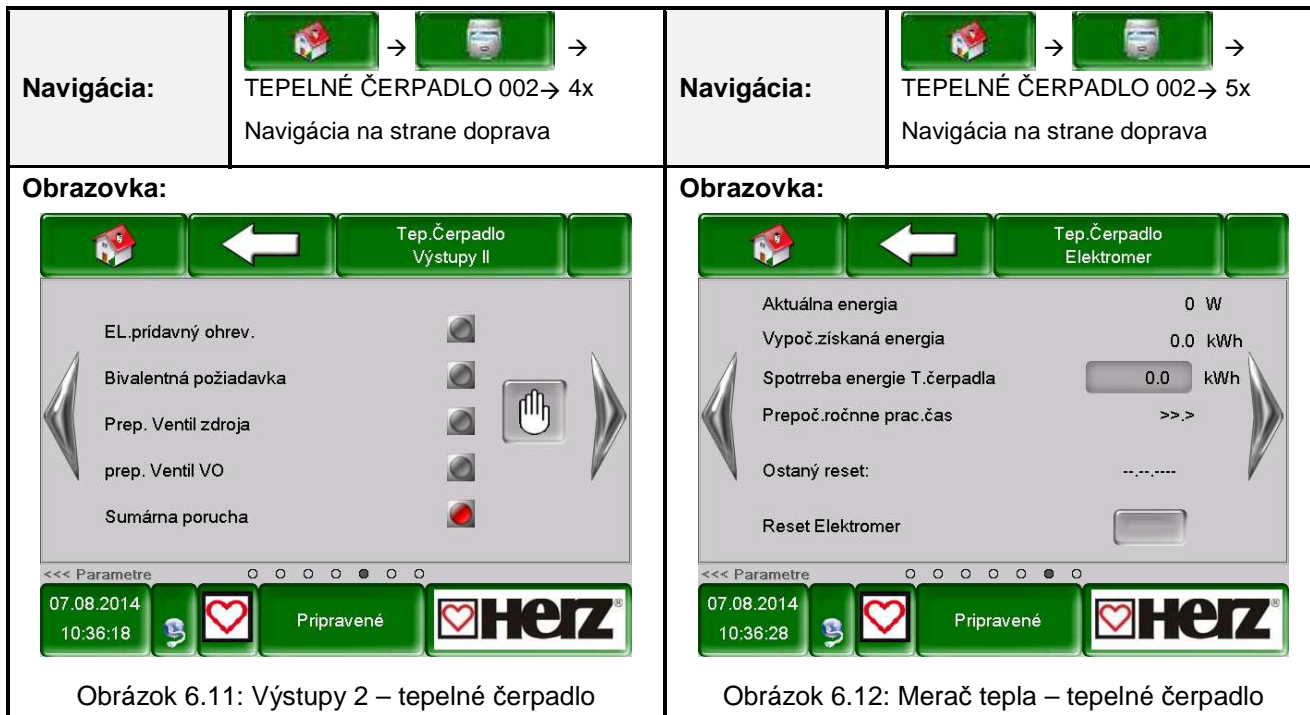 Navigácia:
→ →
TEPELNÉ ČERPADLO 002→ 4x
Navigácia na strane doprava
Navigácia:
→ →
TEPELNÉ ČERPADLO 002→ 5x
Navigácia na strane doprava
Obrazovka:
Tep.Čerpadlo
Výstupy II
EL.prídavný ohrev.
Bivalentná požiadavka
Prep. Ventil zdroja
prep. Ventil VO
Sumárna porucha
<<< Parametre
07.08.2014
10:36:18
Pripravené
Herz®
Obrázok 6.11: Výstupy 2 – tepelné čerpadlo
Obrazovka:
Tep.Čerpadlo
Elektromer
Aktuálna energia 0 W
Vypoč.získaná energia 0.0 kWh
Spotrreba energie T.čerpadla 0.0 kWh
Prepoč.ročnne prac.čas >>.>
Ostaný reset: --.--.----
Reset Elektromer
<<< Parametre
07.08.2014
10:36:28
Pripravené
Herz®
Obrázok 6.12: Merač tepla – tepelné čerpadlo